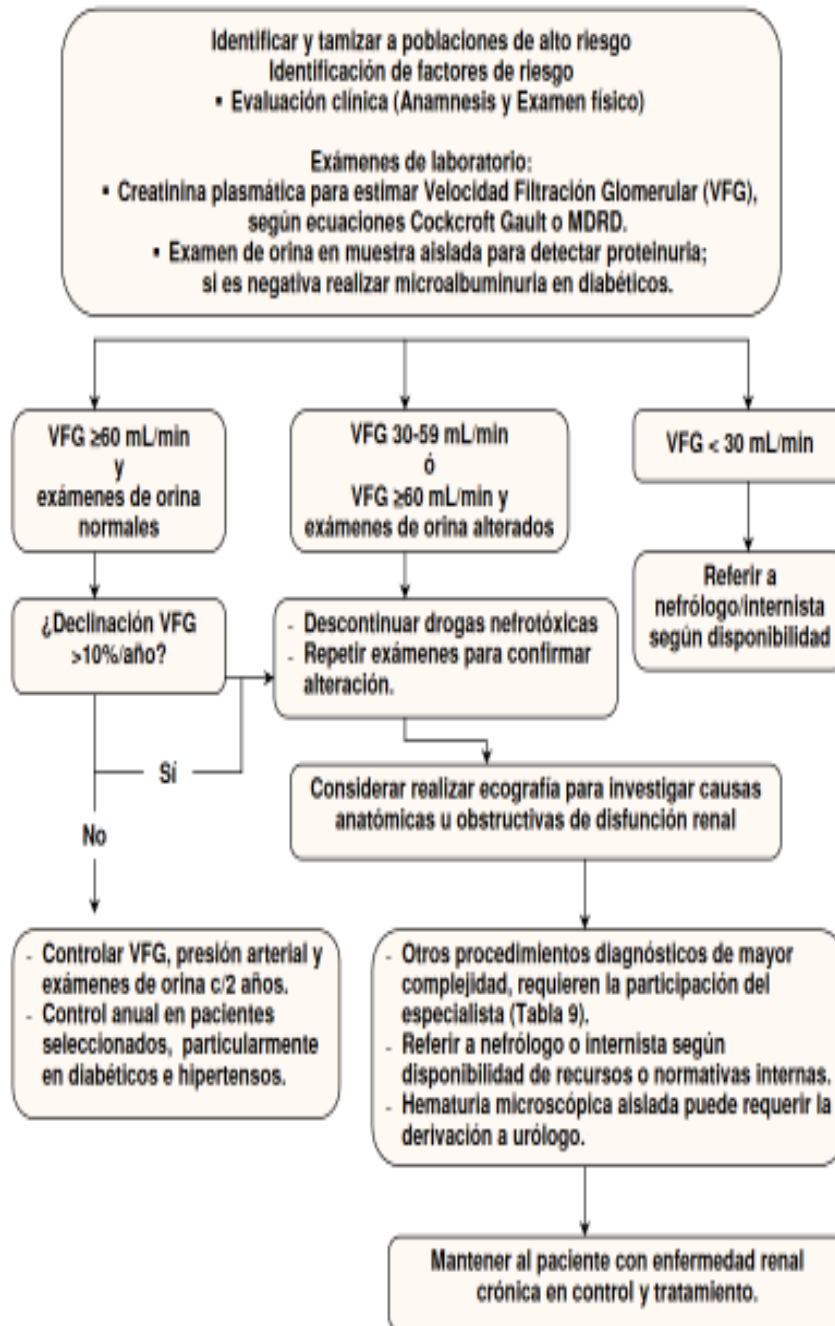 Identificar y tamizar a poblaciones de alto riesgo
Identificación de factores de riesgo
▪ Evaluación clínica (Anamnesis y Examen físico)
Exámenes de laboratorio:
▪ Creatinina plasmática para estimar Velocidad Filtración Glomerular (VFG),
según ecuaciones Cockcroft Gault o MDRD.
▪ Examen de orina en muestra aislada para detectar proteinuria;
si es negativa realizar microalbuminuria en diabéticos.
VFG ≥60 mL/min
y
exámenes de orina
normales
VFG 30-59 mL/min
ó
VFG ≥60 mL/min y
exámenes de orina alterados
VFG < 30 mL/min
Referir a
nefrólogo/internista
según disponibilidad
¿Declinación VFG
>10%/año?
- Descontinuar drogas nefrotóxicas
- Repetir exámenes para confirmar
alteración.
Sí
No
Considerar realizar ecografía para investigar causas
anatómicas u obstructivas de disfunción renal
- Controlar VFG, presión arterial y
exámenes de orina c/2 años.
- Control anual en pacientes
seleccionados, particularmente
en diabéticos e hipertensos.
- Otros procedimientos diagnósticos de mayor
complejidad, requieren la participación del
especialista (Tabla 9).
- Referir a nefrólogo o internista según
disponibilidad de recursos o normativas internas.
- Hematuria microscópica aislada puede requerir la
derivación a urólogo.
Mantener al paciente con enfermedad renal
crónica en control y tratamiento.